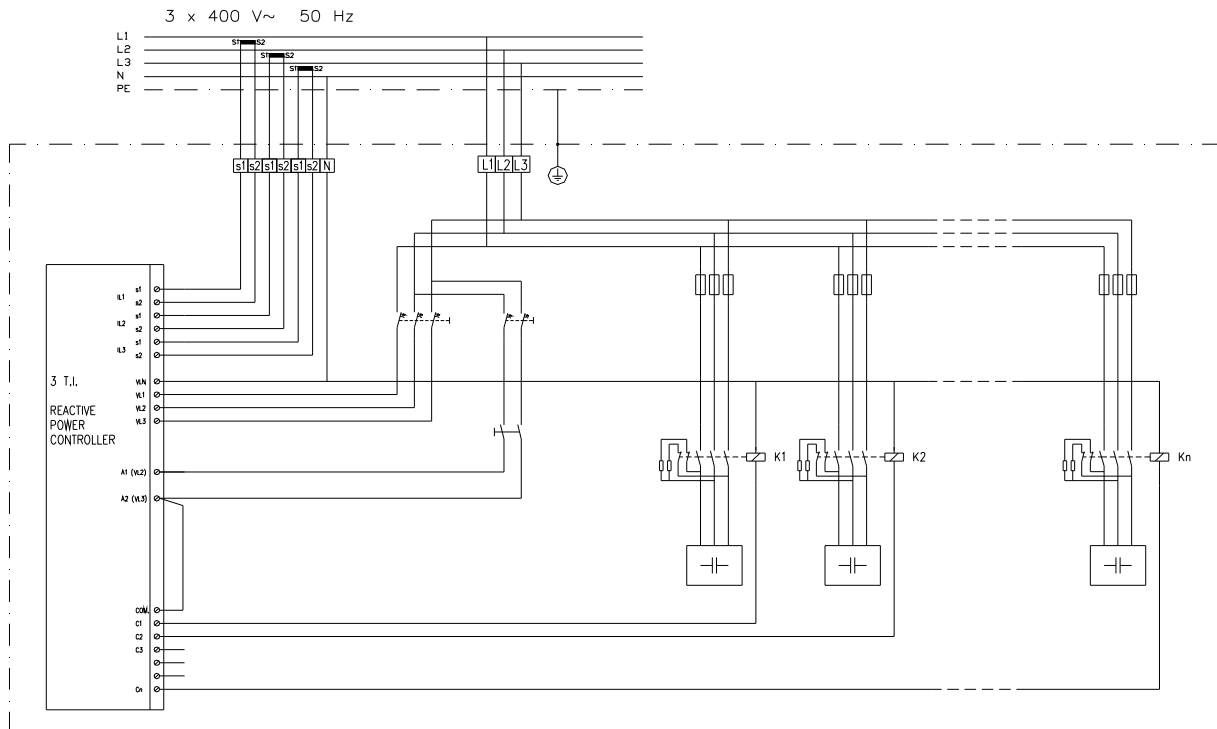 3 x 400 V~ 50 Hz
L1
L2
L3
N
PE
S1 S2
S1 S2
S1 S2
s1 s2 s1 s2 s1 s2 N
L1 L2 L3
IL1 s1
s2
IL2 s1
s2
IL3 s1
s2
3 T.I.
REACTIVE
POWER
CONTROLLER
VLN
VL1
VL2
VL3
A1 (VL2)
A2 (VL3)
COM.
C1
C2
C3
Cn
K1
K2
Kn